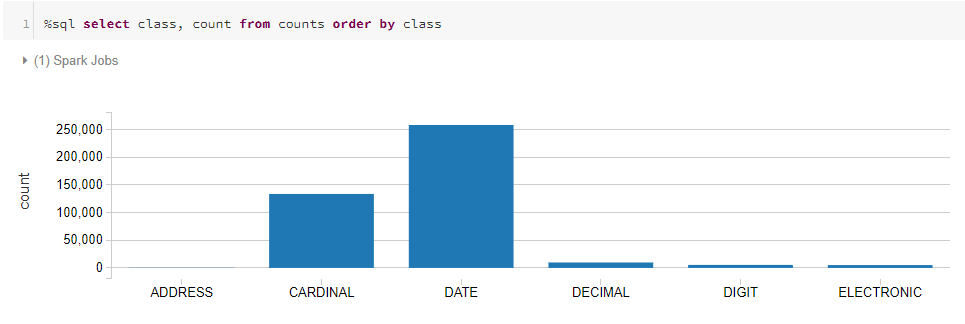 1 %sql select class, count from counts order by class
(1) Spark Jobs
250,000
200,000
150,000
100,000
50,000
0
count
ADDRESS CARDINAL DATE DECIMAL DIGIT ELECTRONIC